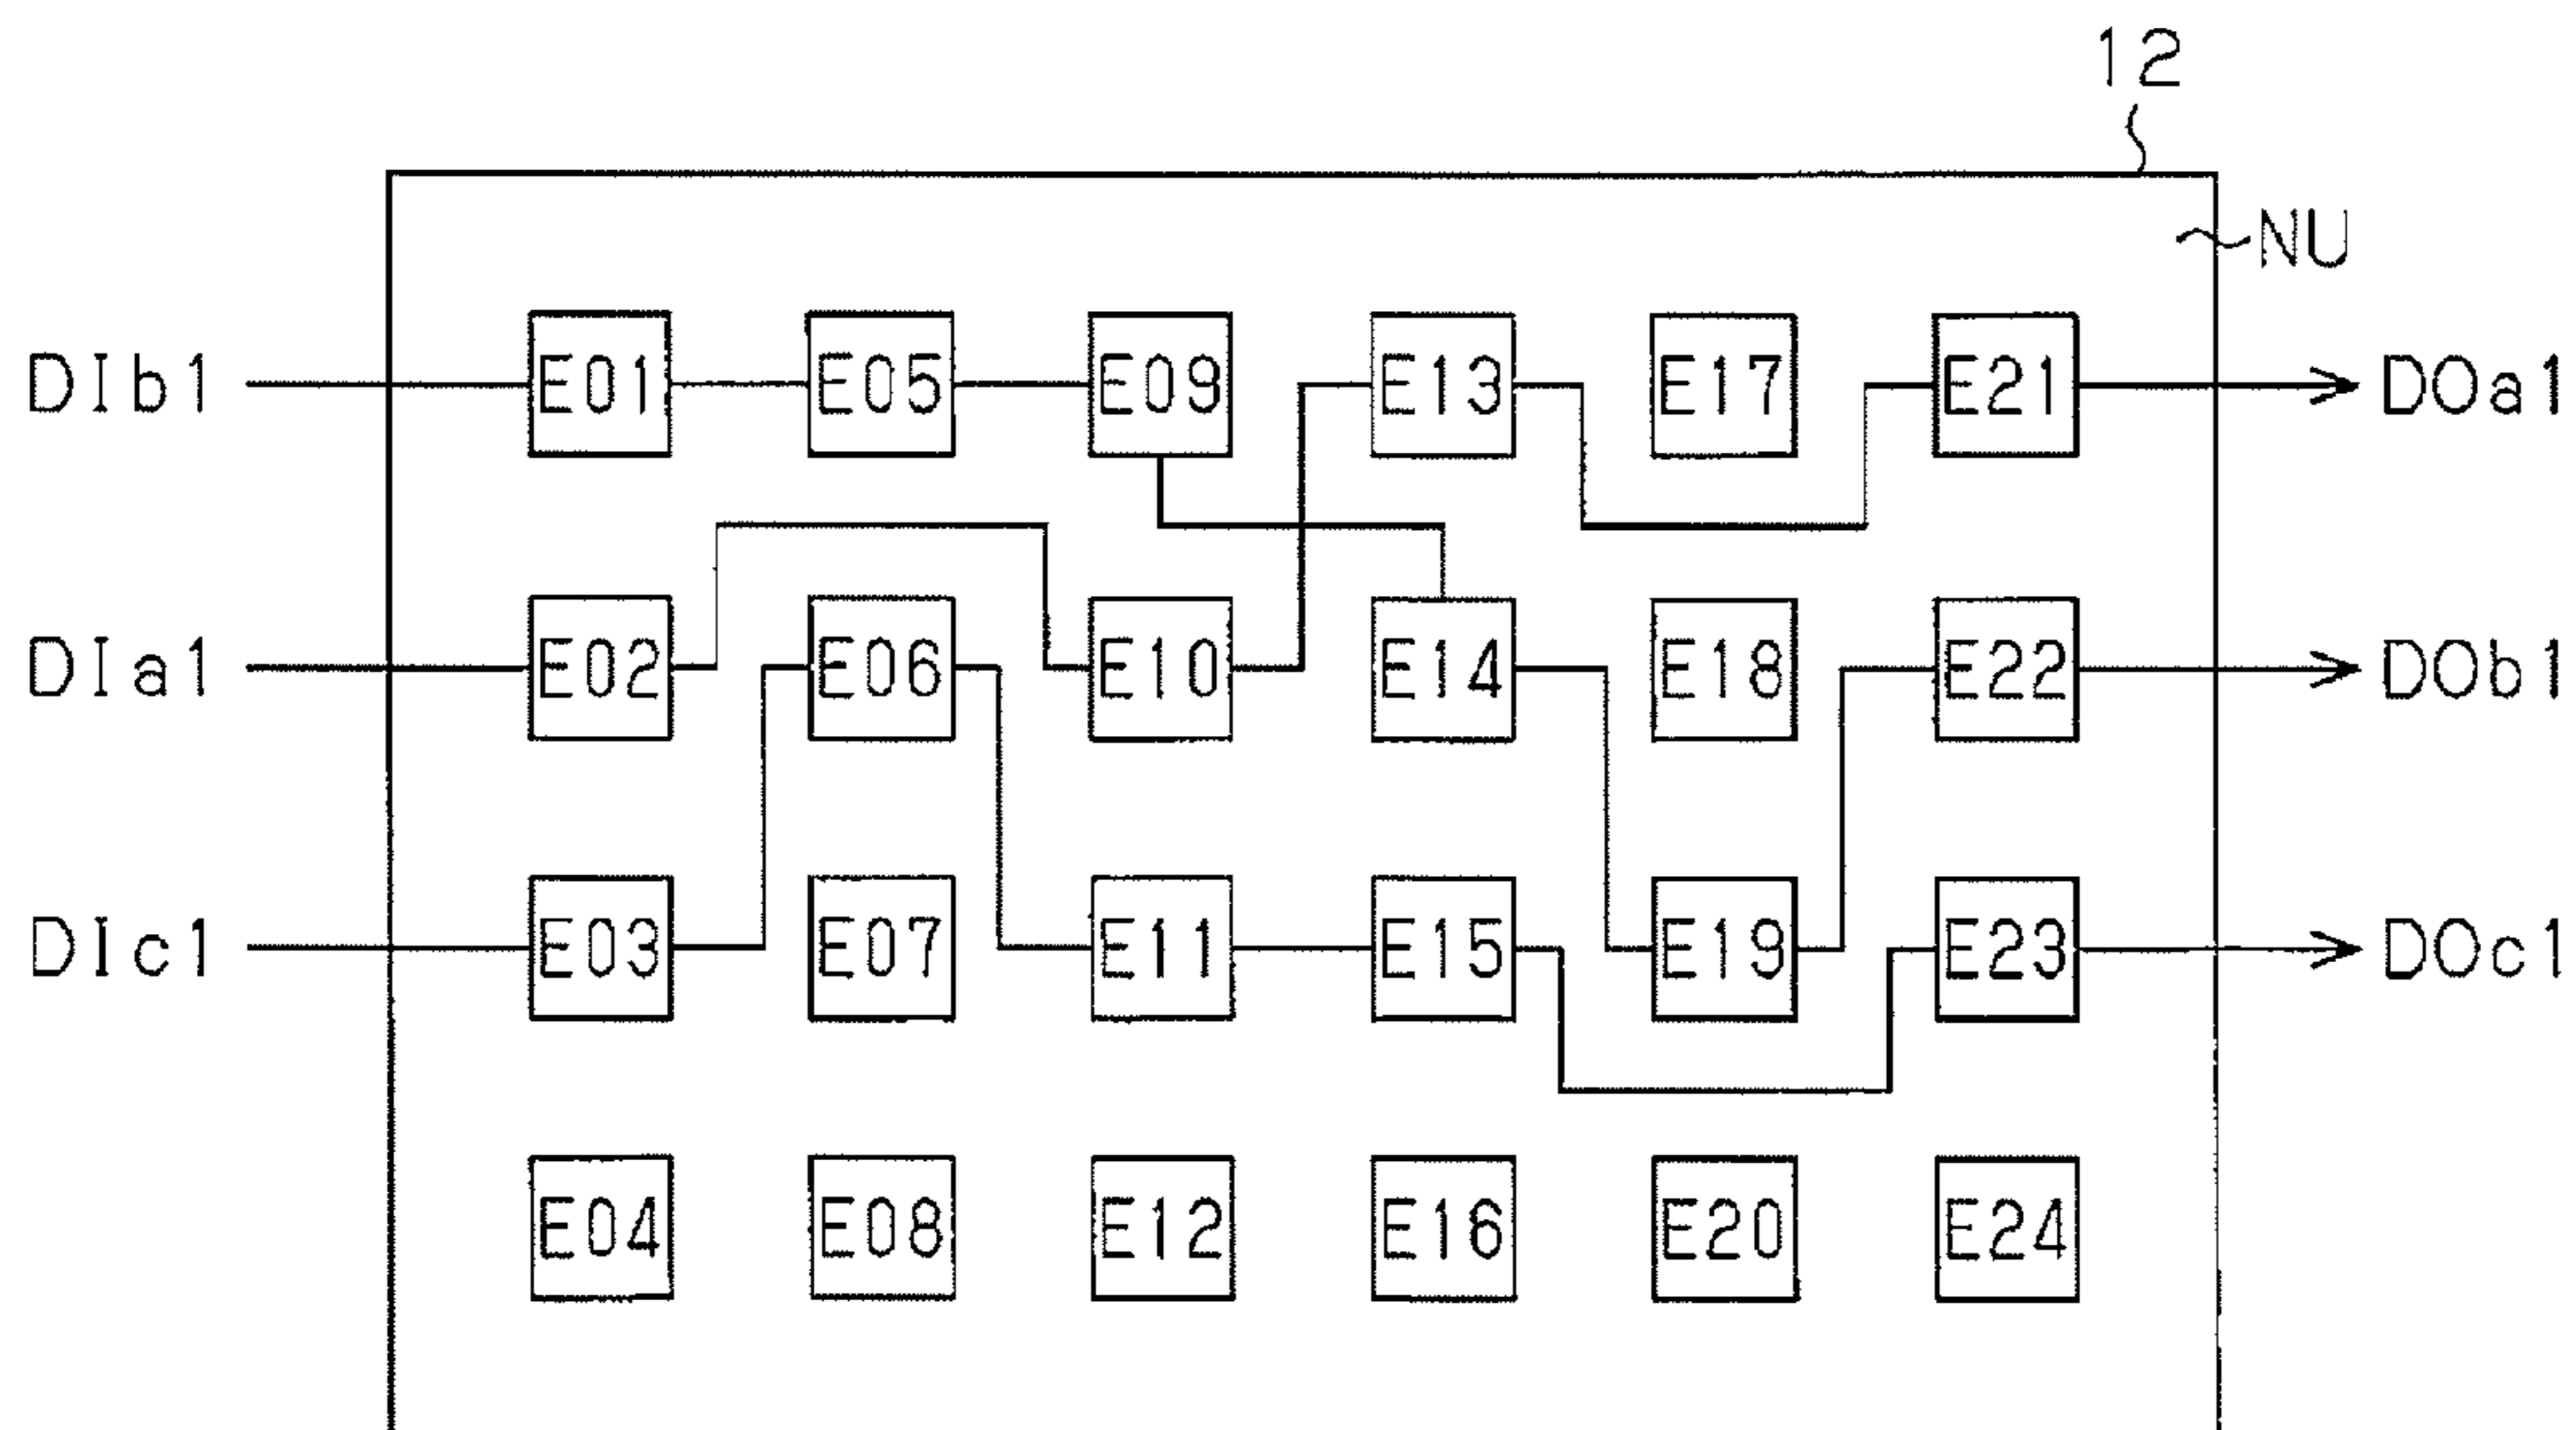 12
NU
DIb1 E01 E05 E09 E13 E17 E21 DOa1
DIa1 E02 E06 E10 E14 E18 E22 DOb1
DIc1 E03 E07 E11 E15 E19 E23 DOc1
E04 E08 E12 E16 E20 E24